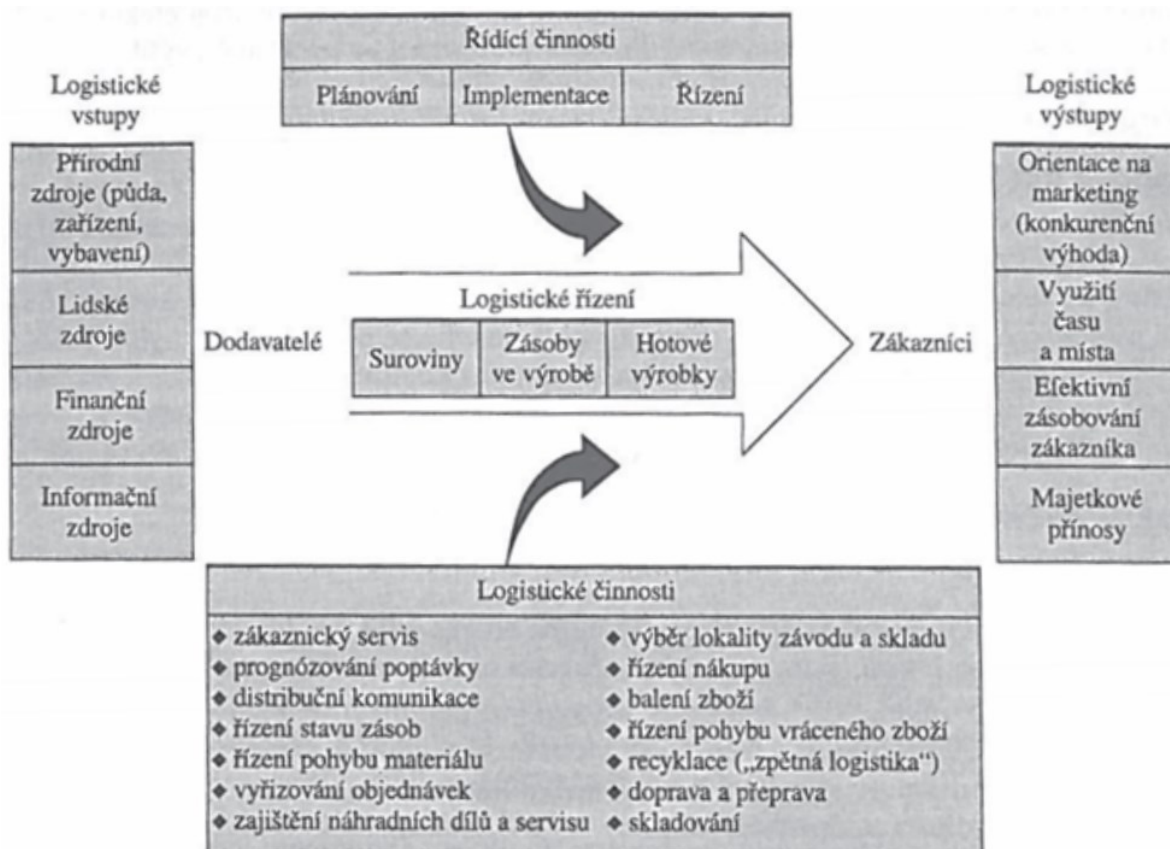 Řídící činnosti
Plánování
Implementace
Řízení
Logistické
vstupy
Přírodní
zdroje (půda,
zařízení,
vybavení)
Lidské
zdroje
Finanční
zdroje
Informační
zdroje
Dodavatelé
Logistické řízení
Suroviny
Zásoby
ve výrobě
Hotové
výrobky
Zákazníci
Logistické
výstupy
Orientace na
marketing
(konkurenční
výhoda)
Využití
času
a místa
Efektivní
zásobování
zákazníka
Majetkové
přínosy
Logistické činnosti
◆ zákaznický servis
◆ prognózování poptávky
◆ distribuční komunikace
◆ řízení stavu zásob
◆ řízení pohybu materiálu
◆ vyřizování objednávek
◆ zajištění náhradních dílů a servisu
◆ výběr lokality závodu a skladu
◆ řízení nákupu
◆ balení zboží
◆ řízení pohybu vráceného zboží
◆ recyklace („zpětná logistika“)
◆ doprava a přeprava
◆ skladování